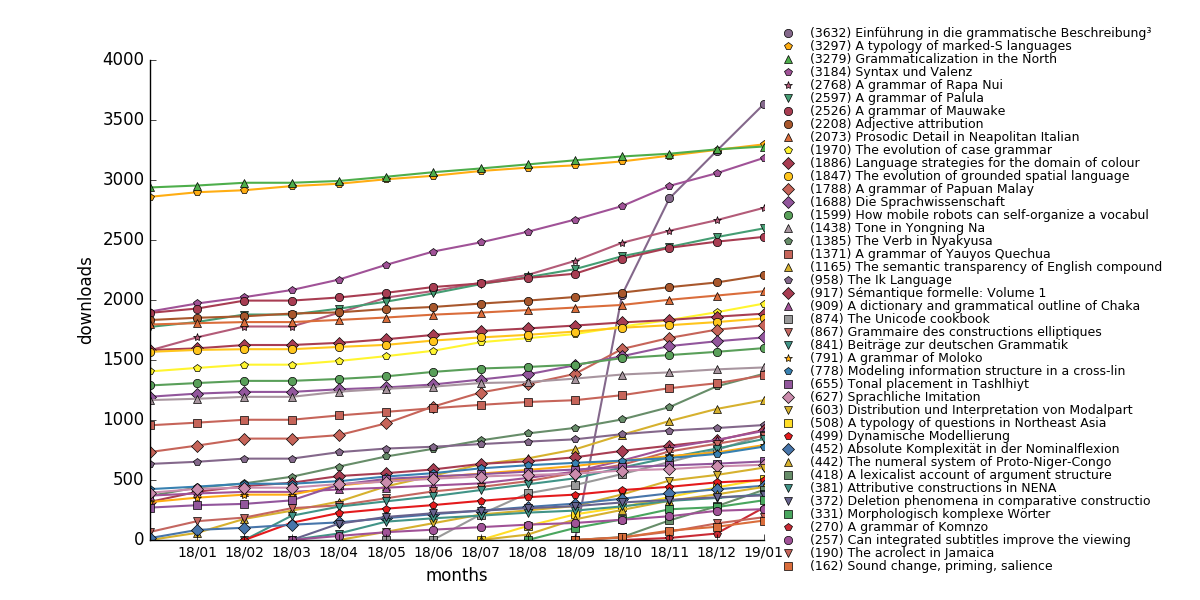 4000
3500
3000
2500
2000
1500
1000
500
0
downloads
18/01 18/02 18/03 18/04 18/05 18/06 18/07 18/08 18/09 18/10 18/11 18/12 19/01
months
(3632) Einführung in die grammatische Beschreibung³
(3297) A typology of marked-S languages
(3279) Grammaticalization in the North
(3184) Syntax und Valenz
(2768) A grammar of Rapa Nui
(2597) A grammar of Palula
(2526) A grammar of Mauwake
(2208) Adjective attribution
(2073) Prosodic Detail in Neapolitan Italian
(1970) The evolution of case grammar
(1886) Language strategies for the domain of colour
(1847) The evolution of grounded spatial language
(1788) A grammar of Papuan Malay
(1688) Die Sprachwissenschaft
(1599) How mobile robots can self-organize a vocabul
(1438) Tone in Yongning Na
(1385) The Verb in Nyakyusa
(1371) A grammar of Yauyos Quechua
(1165) The semantic transparency of English compound
(958) The Ik Language
(917) Sémantique formelle: Volume 1
(909) A dictionary and grammatical outline of Chaka
(874) The Unicode cookbook
(867) Grammaire des constructions elliptiques
(841) Beiträge zur deutschen Grammatik
(791) A grammar of Moloko
(778) Modeling information structure in a cross-lin
(655) Tonal placement in Tashlhiyt
(627) Sprachliche Imitation
(603) Distribution und Interpretation von Modalpart
(508) A typology of questions in Northeast Asia
(499) Dynamische Modellierung
(452) Absolute Komplexität in der Nominalflexion
(442) The numeral system of Proto-Niger-Congo
(418) A lexicalist account of argument structure
(381) Attributive constructions in NENA
(372) Deletion phenomena in comparative constructio
(331) Morphologisch komplexe Wörter
(270) A grammar of Komnzo
(257) Can integrated subtitles improve the viewing
(190) The acrolect in Jamaica
(162) Sound change, priming, salience